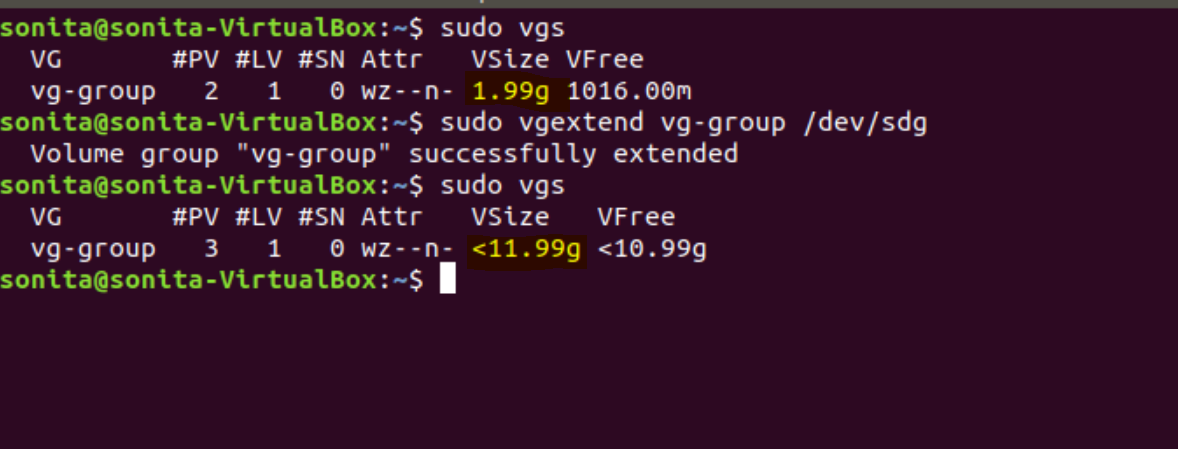 sonita@sonita-VirtualBox:~$ sudo vgs
  VG       #PV #LV #SN Attr   VSize VFree
  vg-group   2   1   0 wz--n- 1.99g 1016.00m
sonita@sonita-VirtualBox:~$ sudo vgextend vg-group /dev/sdg
  Volume group "vg-group" successfully extended
sonita@sonita-VirtualBox:~$ sudo vgs
  VG       #PV #LV #SN Attr   VSize   VFree
  vg-group   3   1   0 wz--n- <11.99g <10.99g
sonita@sonita-VirtualBox:~$